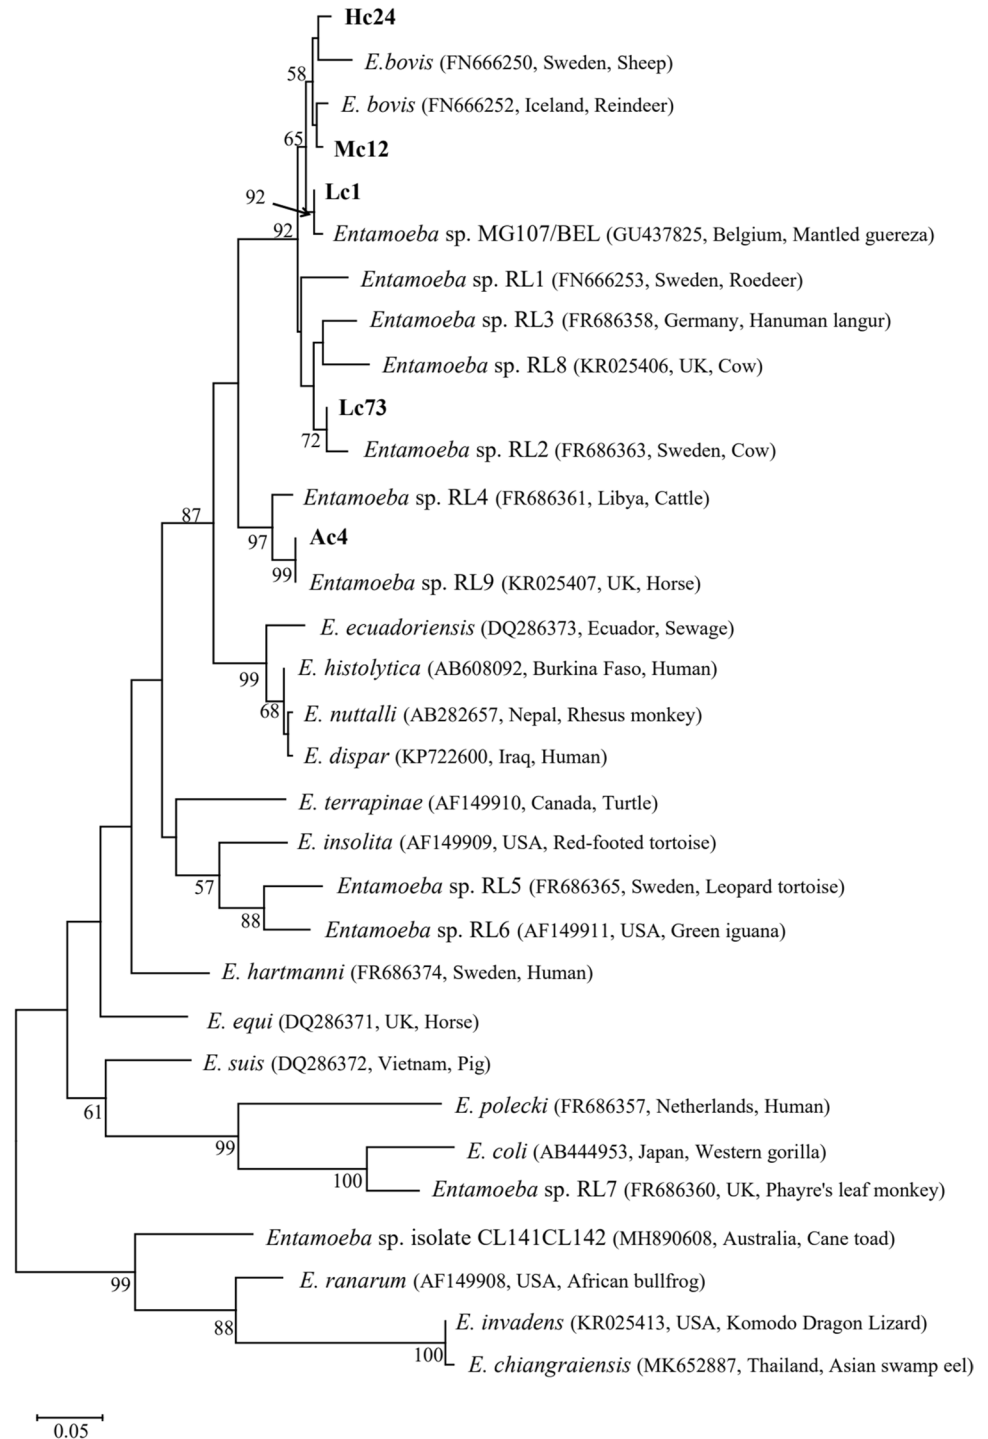 Hc24
E.bovis (FN666250, Sweden, Sheep)
58
E. bovis (FN666252, Iceland, Reindeer)
65
Mc12
92
Lc1
92
Entamoeba sp. MG107/BEL (GU437825, Belgium, Mantled guereza)
Entamoeba sp. RL1 (FN666253, Sweden, Roedeer)
Entamoeba sp. RL3 (FR686358, Germany, Hanuman langur)
Entamoeba sp. RL8 (KR025406, UK, Cow)
Lc73
72
Entamoeba sp. RL2 (FR686363, Sweden, Cow)
Entamoeba sp. RL4 (FR686361, Libya, Cattle)
87
97
Ac4
99
Entamoeba sp. RL9 (KR025407, UK, Horse)
E. ecuadoriensis (DQ286373, Ecuador, Sewage)
99
E. histolytica (AB608092, Burkina Faso, Human)
68
E. nuttalli (AB282657, Nepal, Rhesus monkey)
E. dispar (KP722600, Iraq, Human)
E. terrapinae (AF149910, Canada, Turtle)
E. insolita (AF149909, USA, Red-footed tortoise)
57
Entamoeba sp. RL5 (FR686365, Sweden, Leopard tortoise)
88
Entamoeba sp. RL6 (AF149911, USA, Green iguana)
E. hartmanni (FR686374, Sweden, Human)
E. equi (DQ286371, UK, Horse)
E. suis (DQ286372, Vietnam, Pig)
61
E. polecki (FR686357, Netherlands, Human)
99
E. coli (AB444953, Japan, Western gorilla)
100
Entamoeba sp. RL7 (FR686360, UK, Phayre's leaf monkey)
Entamoeba sp. isolate CL141CL142 (MH890608, Australia, Cane toad)
99
E. ranarum (AF149908, USA, African bullfrog)
88
E. invadens (KR025413, USA, Komodo Dragon Lizard)
100
E. chiangraiensis (MK652887, Thailand, Asian swamp eel)
0.05